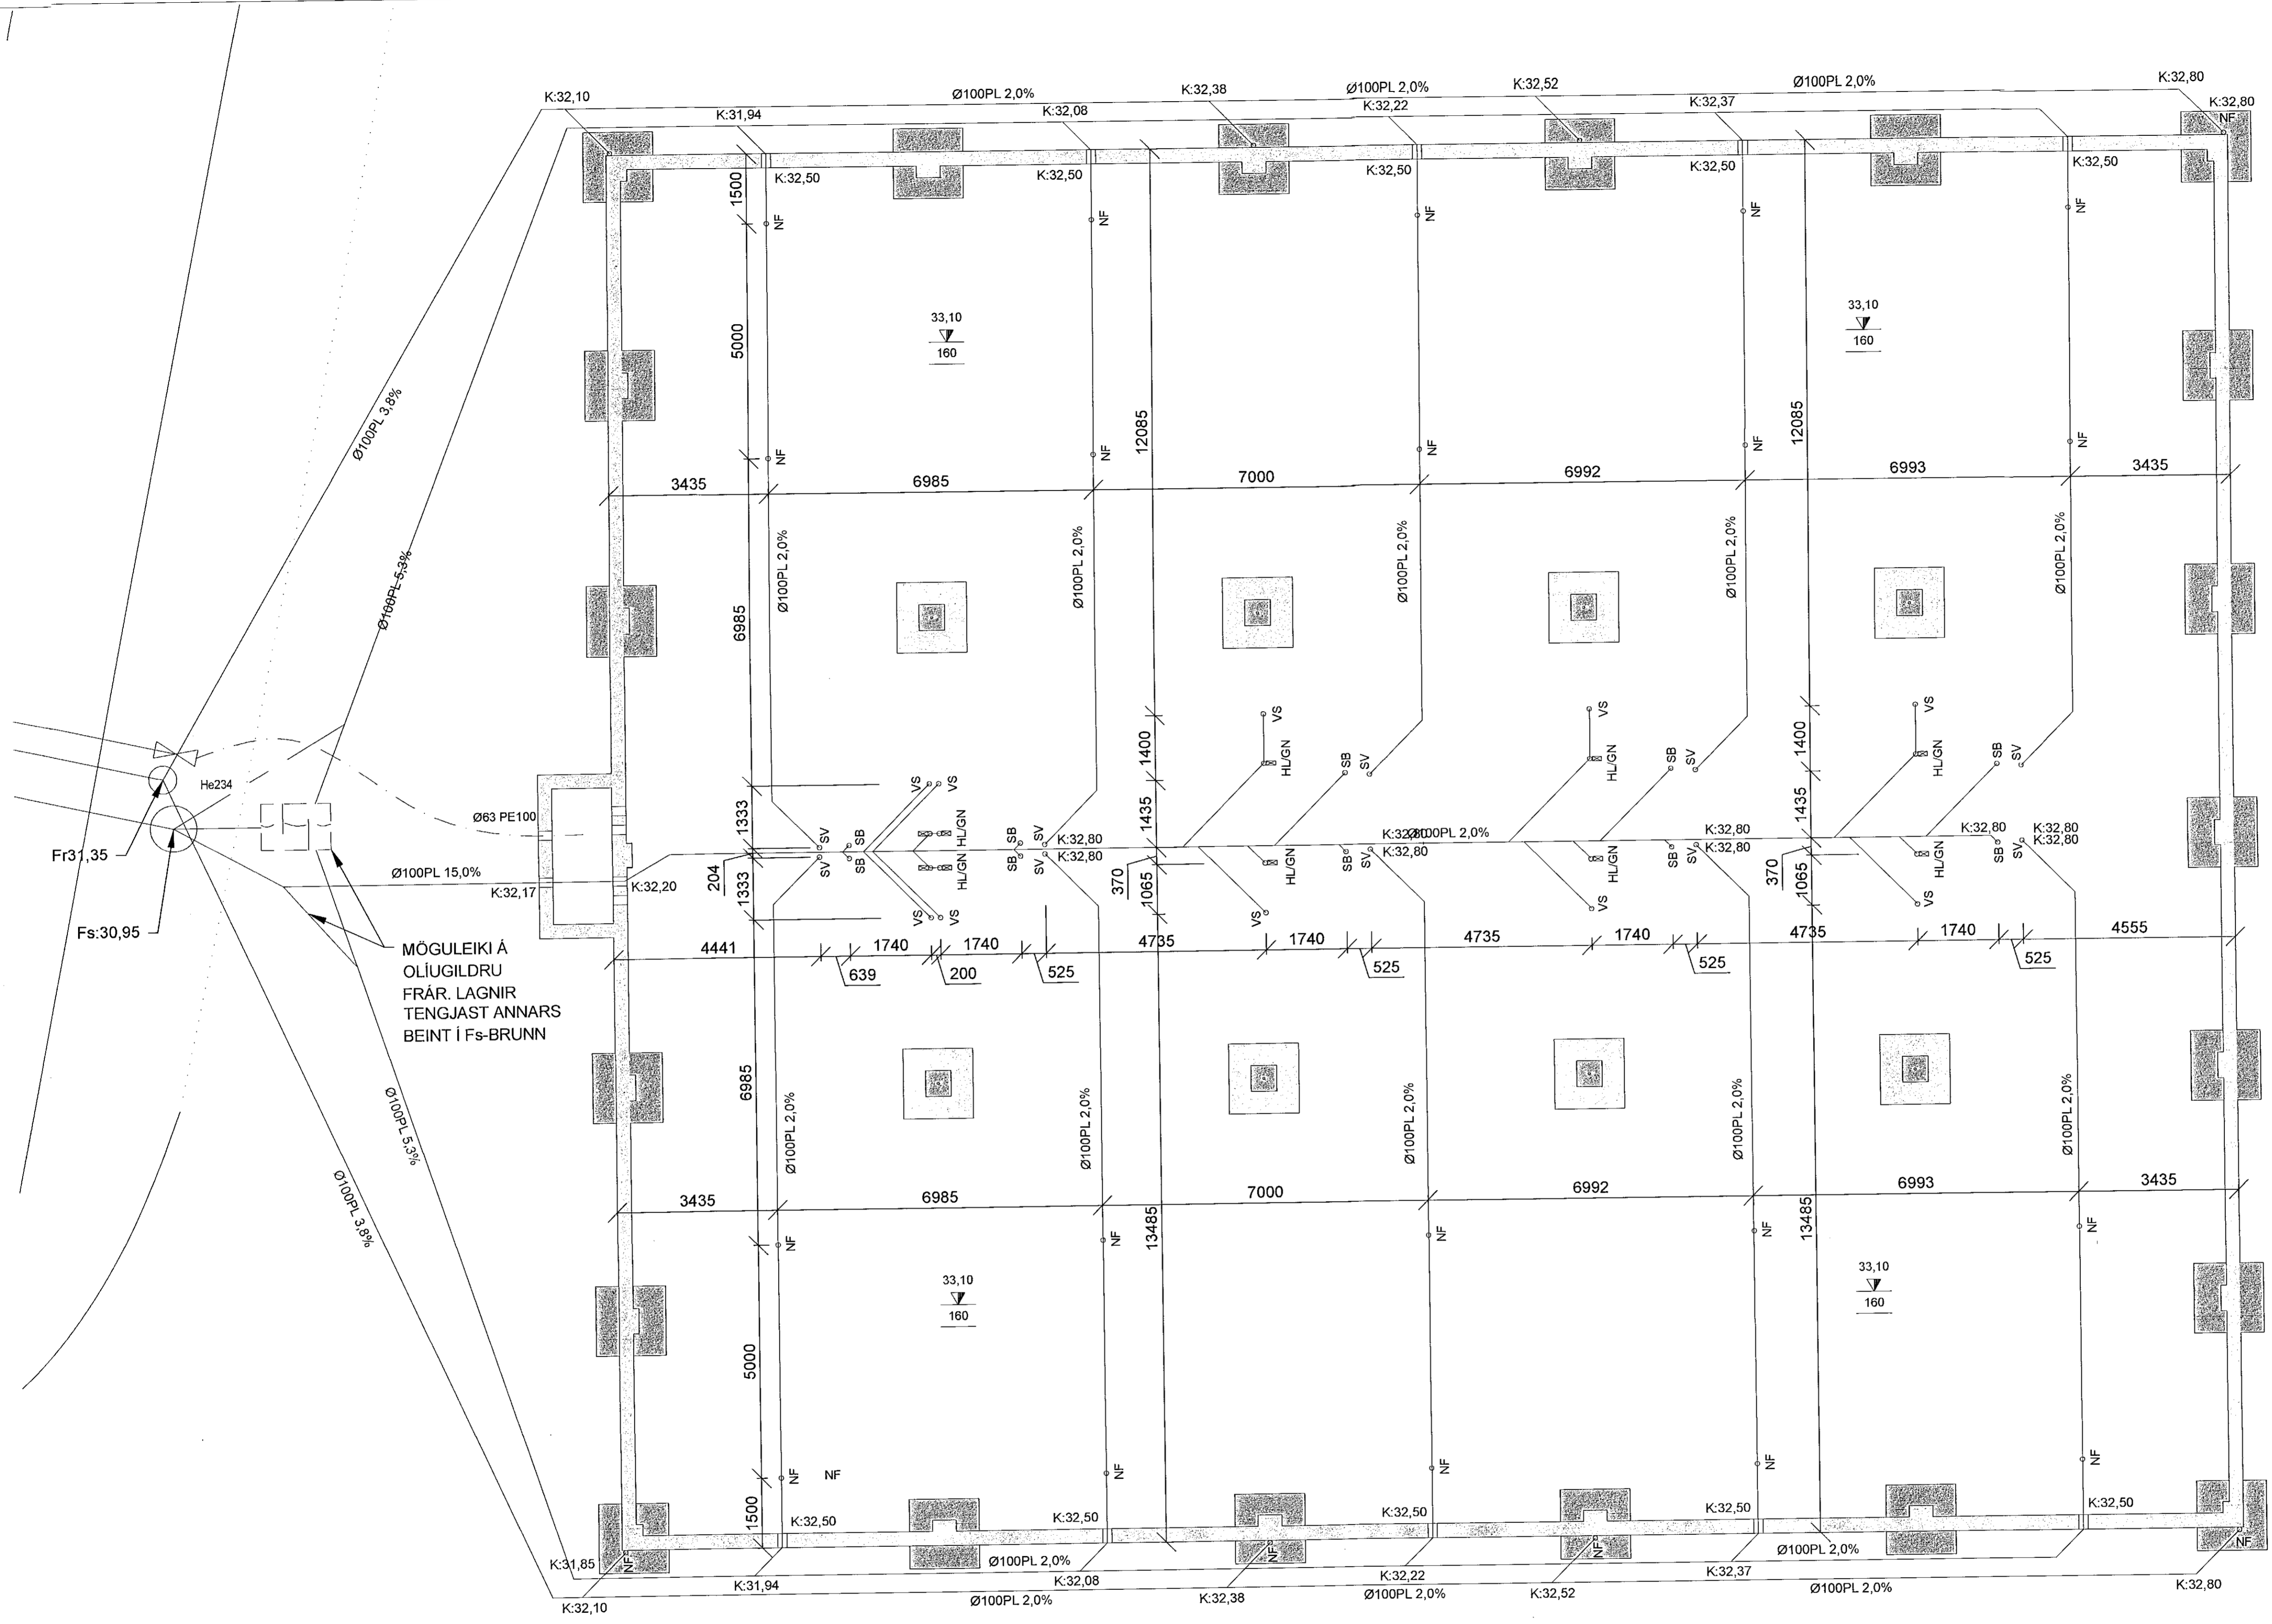 K:32,10
Ø100PL 2,0%
K:32,38
Ø100PL 2,0%
K:32,52
Ø100PL 2,0%
K:32,80
K:31,94
K:32,08
K:32,22
K:32,37
K:32,80
NF
K:32,50
K:32,50
K:32,50
K:32,50
K:32,50
1500
NF
NF
NF
NF
NF
33,10
160
33,10
160
5000
12085
12085
Ø100PL 3,8%
NF
NF
NF
NF
NF
3435
6985
7000
6992
6993
3435
Ø100PL 5,3%
Ø100PL 2,0%
Ø100PL 2,0%
Ø100PL 2,0%
Ø100PL 2,0%
Ø100PL 2,0%
6985
VS
VS
VS
1400
HL/GN
SB
SV
HL/GN
SB
SV
1400
HL/GN
SB
SV
He234
VS
VS
Ø63 PE100
1333
SV
SB
HL/GN
SB
SV
K:32,80
1435
K:32,80
Ø100PL 2,0%
K:32,80
1435
K:32,80
K:32,80
Fr31,35
204
SV
SB
HL/GN
SB
SV
K:32,80
370
HL/GN
SB
SV
K:32,80
HL/GN
SB
SV
K:32,80
370
HL/GN
SB
SV
K:32,80
Ø100PL 15,0%
K:32,17
K:32,20
1333
1065
1065
VS
VS
VS
VS
VS
Fs:30,95
4441
1740
1740
4735
1740
4735
1740
4735
1740
4555
639
200
525
525
525
525
MÖGULEIKI Á
OLÍUGILDRU
FRÁR. LAGNIR
TENGJAST ANNARS
BEINT Í Fs-BRUNN
6985
Ø100PL 5,3%
Ø100PL 2,0%
Ø100PL 2,0%
Ø100PL 2,0%
Ø100PL 2,0%
Ø100PL 2,0%
Ø100PL 3,8%
3435
6985
7000
6992
6993
3435
NF
NF
13485
NF
NF
13485
NF
33,10
160
33,10
160
5000
NF
NF
NF
NF
NF
NF
1500
K:32,50
K:32,50
K:32,50
K:32,50
K:32,50
K:31,85
NF
Ø100PL 2,0%
NF
NF
Ø100PL 2,0%
NF
K:31,94
K:32,08
K:32,22
K:32,37
K:32,80
K:32,10
Ø100PL 2,0%
K:32,38
Ø100PL 2,0%
K:32,52
Ø100PL 2,0%